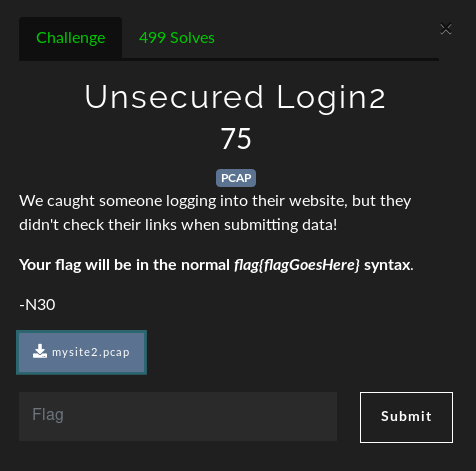 Challenge 499 Solves ×
Unsecured Login2
75
PCAP
We caught someone logging into their website, but they
didn't check their links when submitting data!
Your flag will be in the normal flag{flagGoesHere} syntax.
-N30
mysite2.pcap
Flag Submit